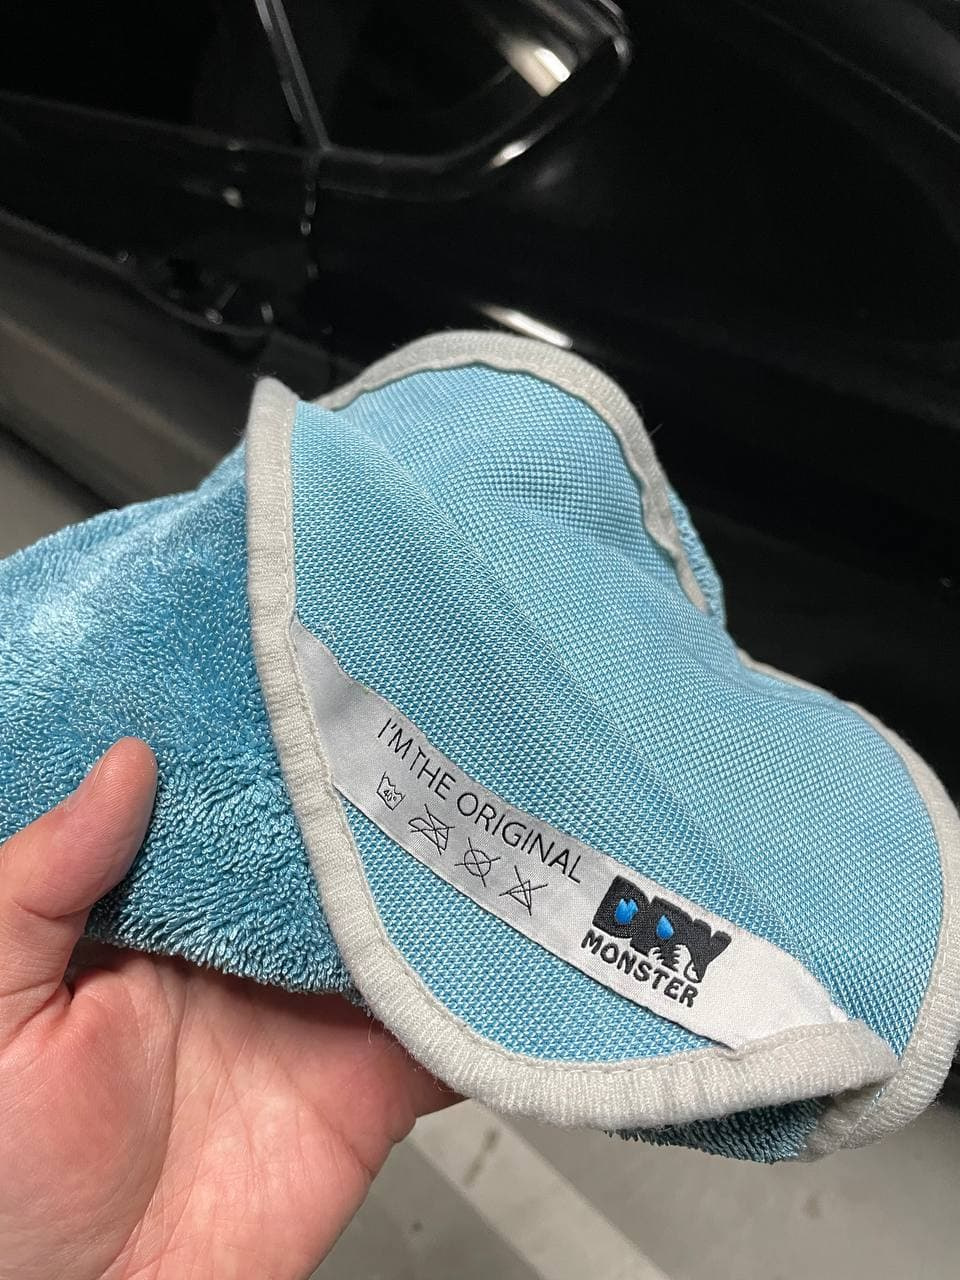 I'M THE ORIGINAL
40°
DRY
MONSTER